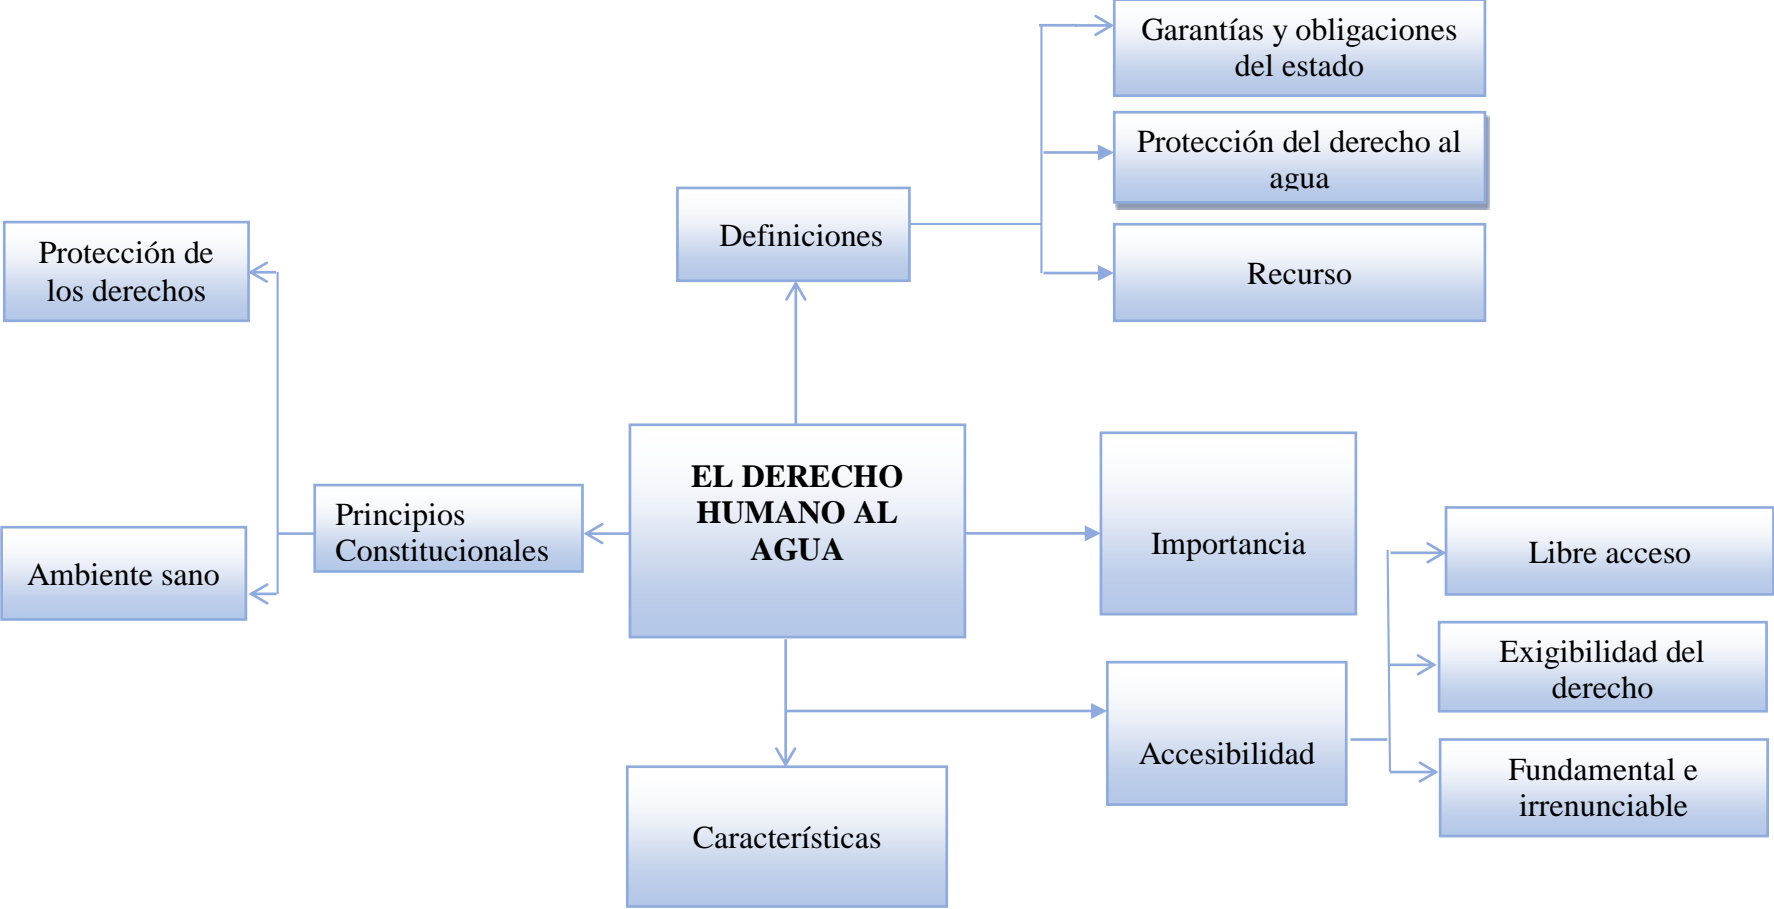 Garantías y obligaciones
del estado
Protección del derecho al
agua
Definiciones
Recurso
Protección de
los derechos
EL DERECHO
HUMANO AL
AGUA
Principios
Constitucionales
Ambiente sano
Importancia
Libre acceso
Exigibilidad del
derecho
Accesibilidad
Fundamental e
irrenunciable
Característícas